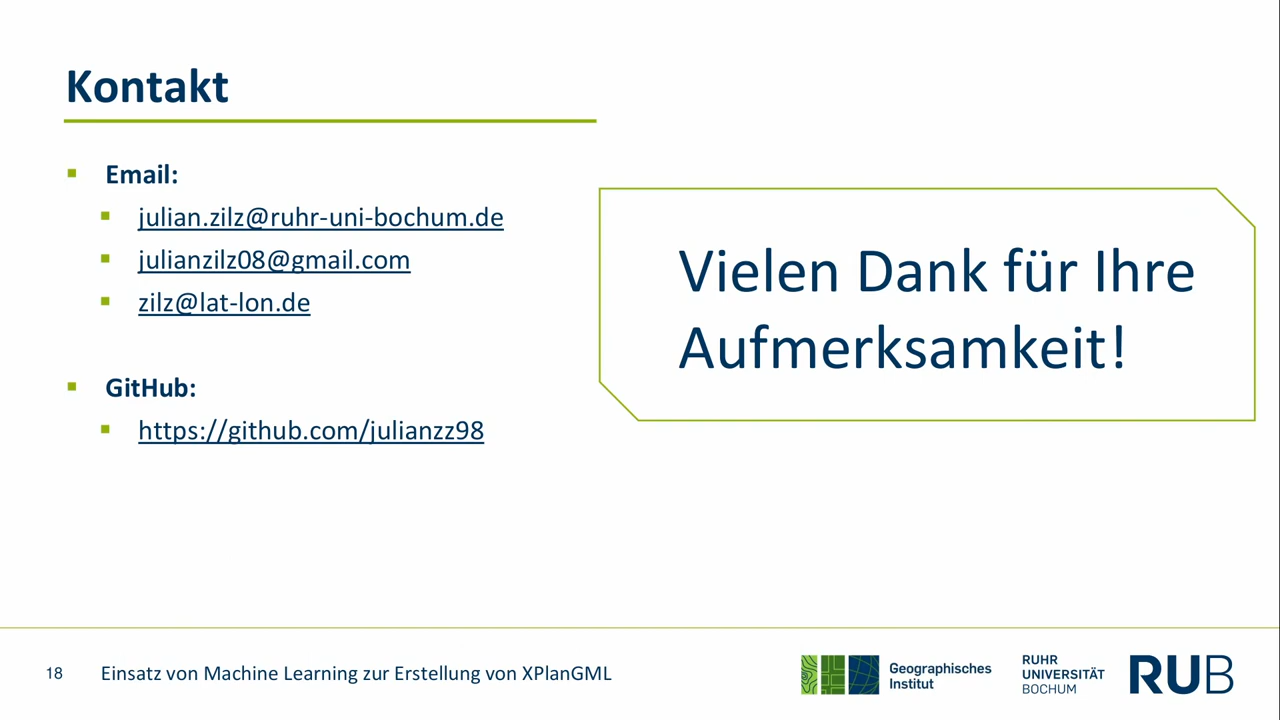 Kontakt
Email:
julian.zilz@ruhr-uni-bochum.de
julianzilz08@gmail.com
zilz@lat-lon.de
GitHub:
https://github.com/julianzz98
Vielen Dank für Ihre
Aufmerksamkeit!
18
Einsatz von Machine Learning zur Erstellung von XPlanGML
Geographisches
Institut
RUHR
UNIVERSITÄT
BOCHUM
RUB